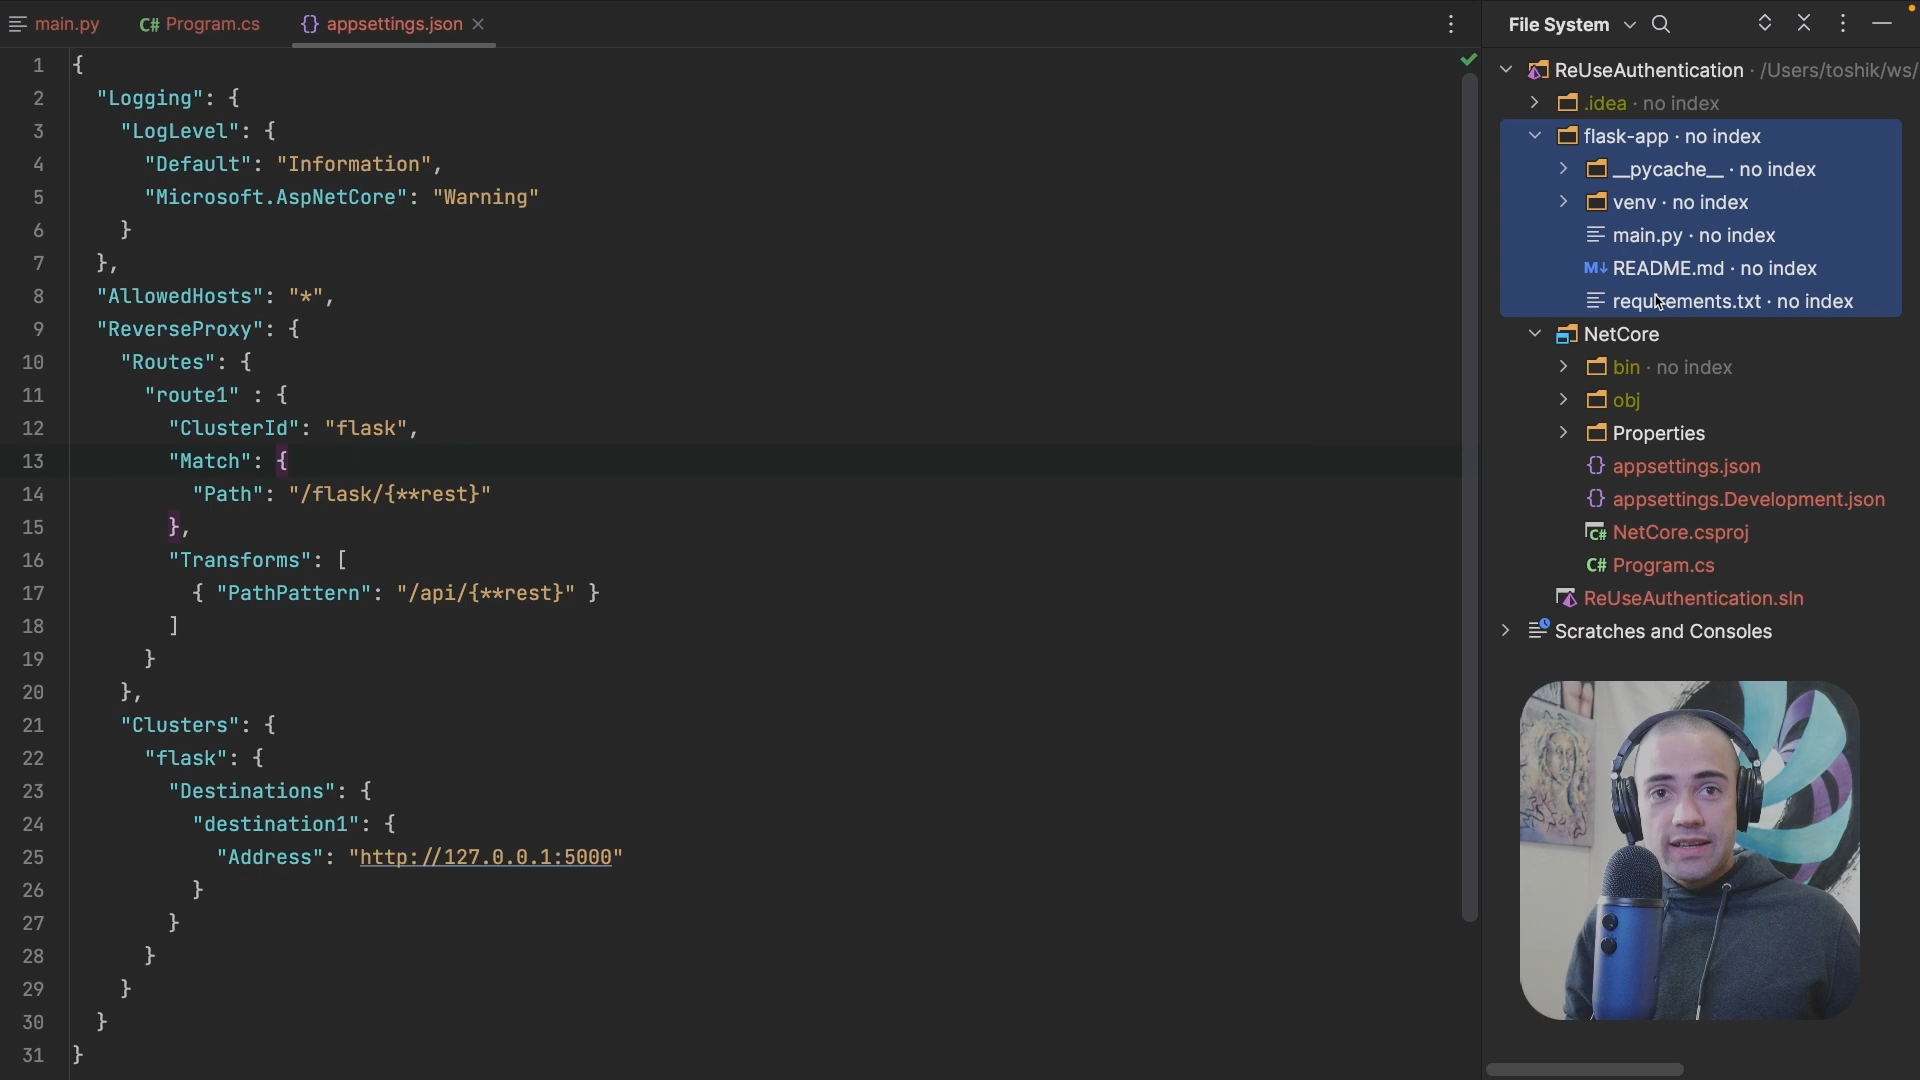 main.py
C# Program.cs
{} appsettings.json
File System
1 {
2 "Logging": {
3 "LogLevel": {
4 "Default": "Information",
5 "Microsoft.AspNetCore": "Warning"
6 }
7 },
8 "AllowedHosts": "*",
9 "ReverseProxy": {
10 "Routes": {
11 "route1" : {
12 "ClusterId": "flask",
13 "Match": {
14 "Path": "/flask/{**rest}"
15 },
16 "Transforms": [
17 { "PathPattern": "/api/{**rest}" }
18 ]
19 }
20 },
21 "Clusters": {
22 "flask": {
23 "Destinations": {
24 "destination1": {
25 "Address": "http://127.0.0.1:5000"
26 }
27 }
28 }
29 }
30 }
31 }
ReUseAuthentication · /Users/toshik/ws/
.idea · no index
flask-app · no index
__pycache__ · no index
venv · no index
main.py · no index
M↓ README.md · no index
requirements.txt · no index
NetCore
bin · no index
obj
Properties
{} appsettings.json
{} appsettings.Development.json
C# NetCore.csproj
C# Program.cs
ReUseAuthentication.sln
Scratches and Consoles